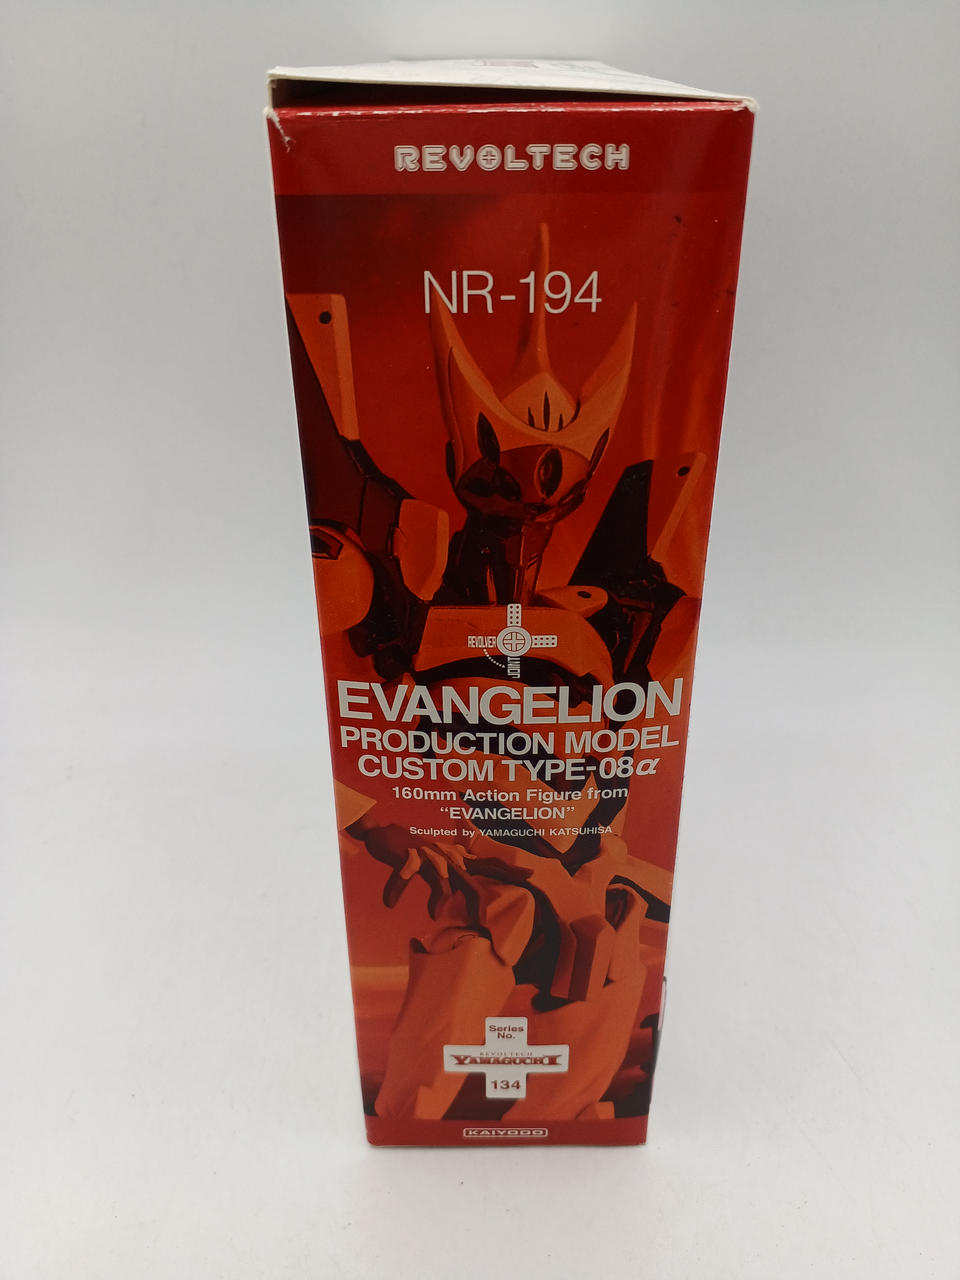 REVOLTECH
NR-194
REVOLVER
JOINT
EVANGELION
PRODUCTION MODEL
CUSTOM TYPE-08α
160mm Action Figure from
“EVANGELION”
Sculpted by YAMAGUCHI KATSUHISA
Series
No.
REVOLTECH
YAMAGUCHI
134
KAIYODO